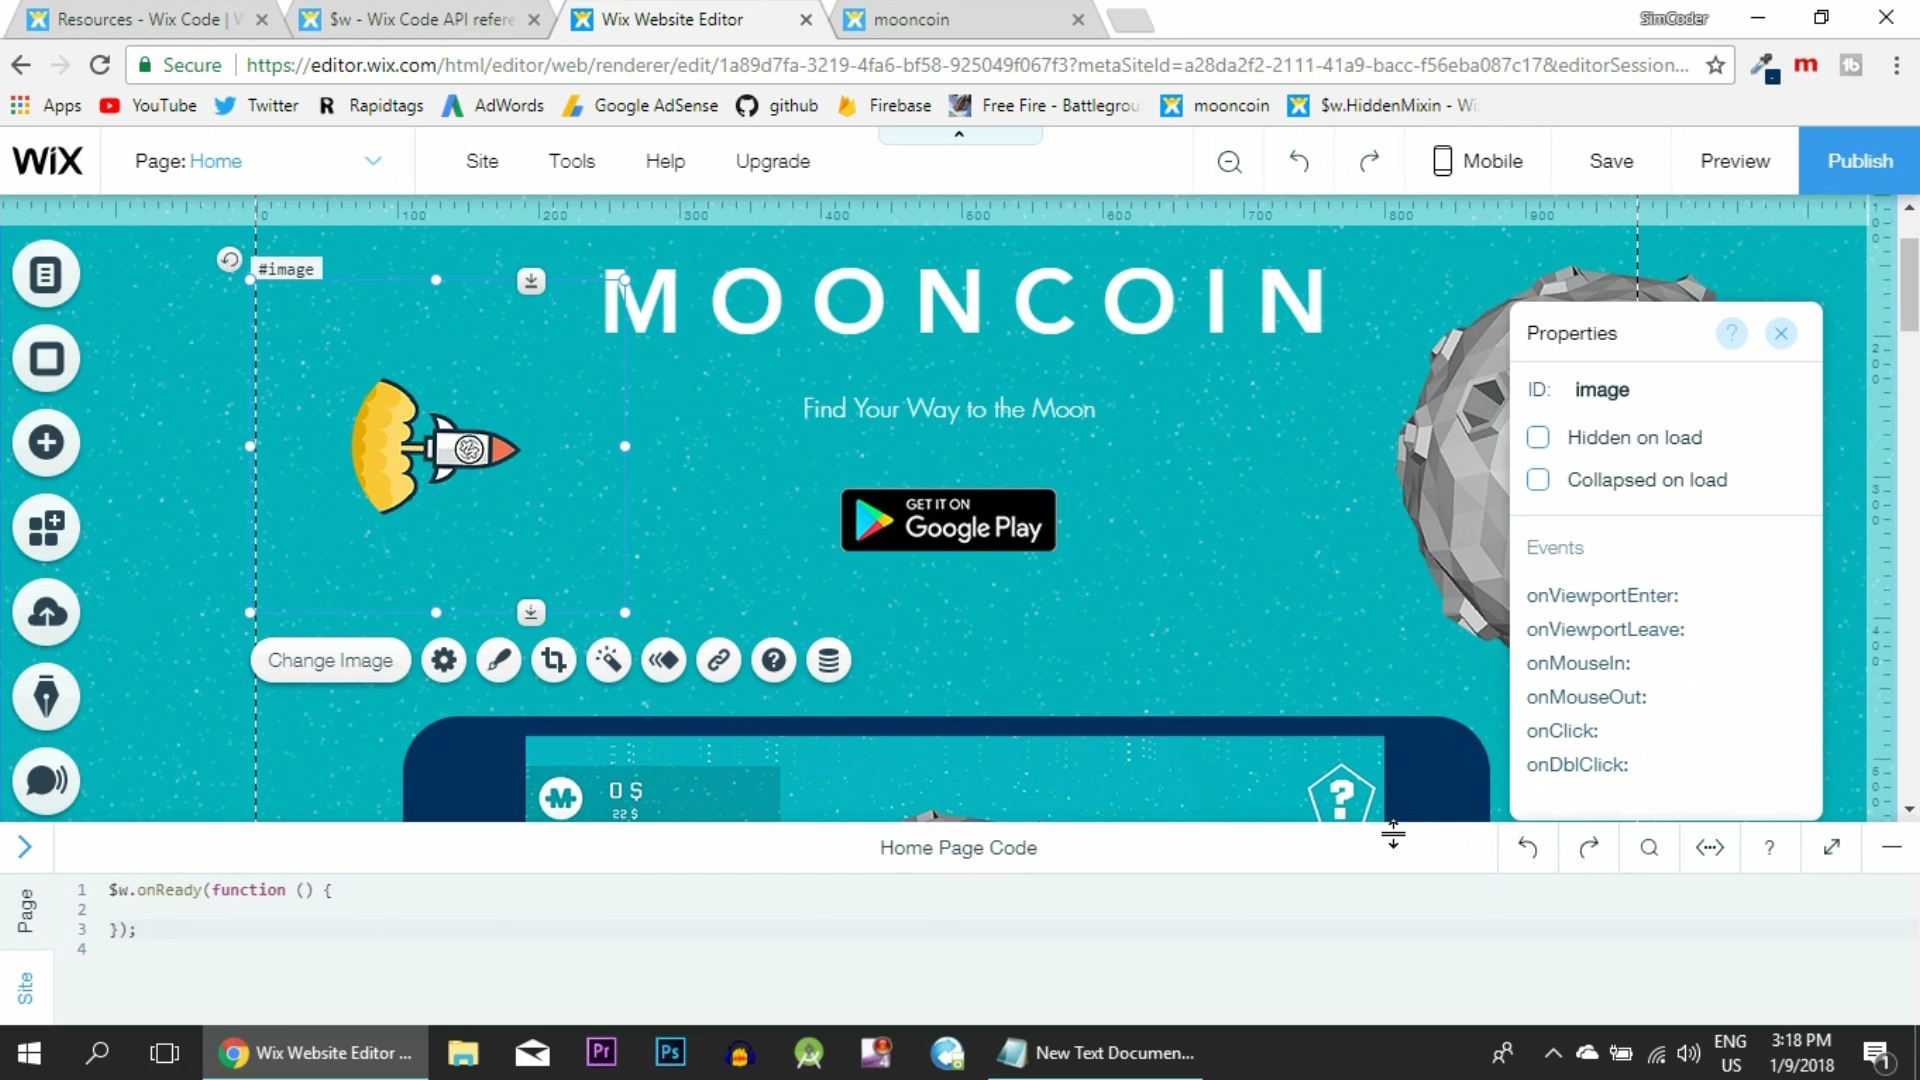 Resources - Wix Code |
$w - Wix Code API refere
Wix Website Editor
mooncoin
SimCoder
Secure
https://editor.wix.com/html/editor/web/renderer/edit/1a89d7fa-3219-4fa6-bf58-925049f067f3?metaSiteId=a28da2f2-2111-41a9-bacc-f56eba087c17&editorSession...
Apps
YouTube
Twitter
Rapidtags
AdWords
Google AdSense
github
Firebase
Free Fire - Battlegrou
mooncoin
$w.HiddenMixin - Wi
WiX
Page: Home
Site
Tools
Help
Upgrade
Mobile
Save
Preview
Publish
0
100
200
300
400
500
600
700
800
900
#image
MOONCOIN
Find Your Way to the Moon
GET IT ON
Google Play
Change Image
0 $
22 $
?
Properties
?
ID: image
Hidden on load
Collapsed on load
Events
onViewportEnter:
onViewportLeave:
onMouseIn:
onMouseOut:
onClick:
onDblClick:
Home Page Code
?
Page
Site
1 $w.onReady(function () {
2
3 });
4
Wix Website Editor ...
Pr
Ps
New Text Documen...
ENG
US
3:18 PM
1/9/2018
1